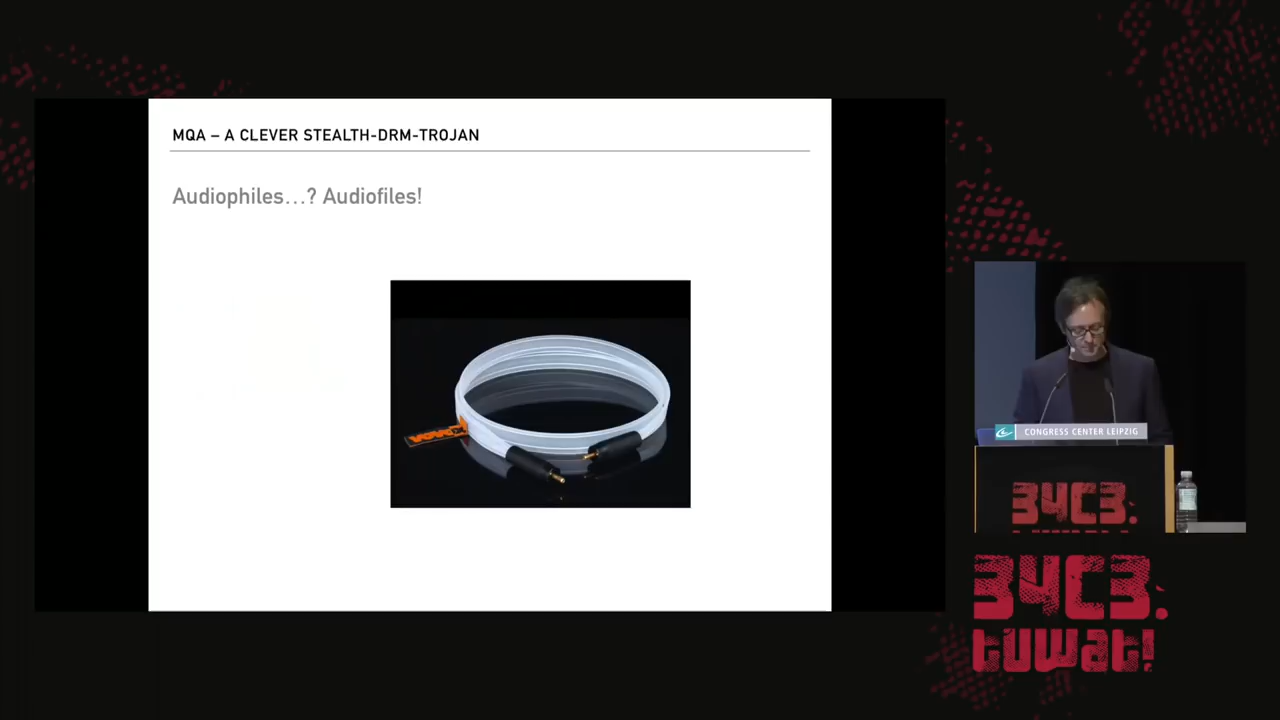 MQA – A CLEVER STEALTH-DRM-TROJAN
Audiophiles…? Audiofiles!
CONGRESS CENTER LEIPZIG
34C3.
34C3.
tuwat!